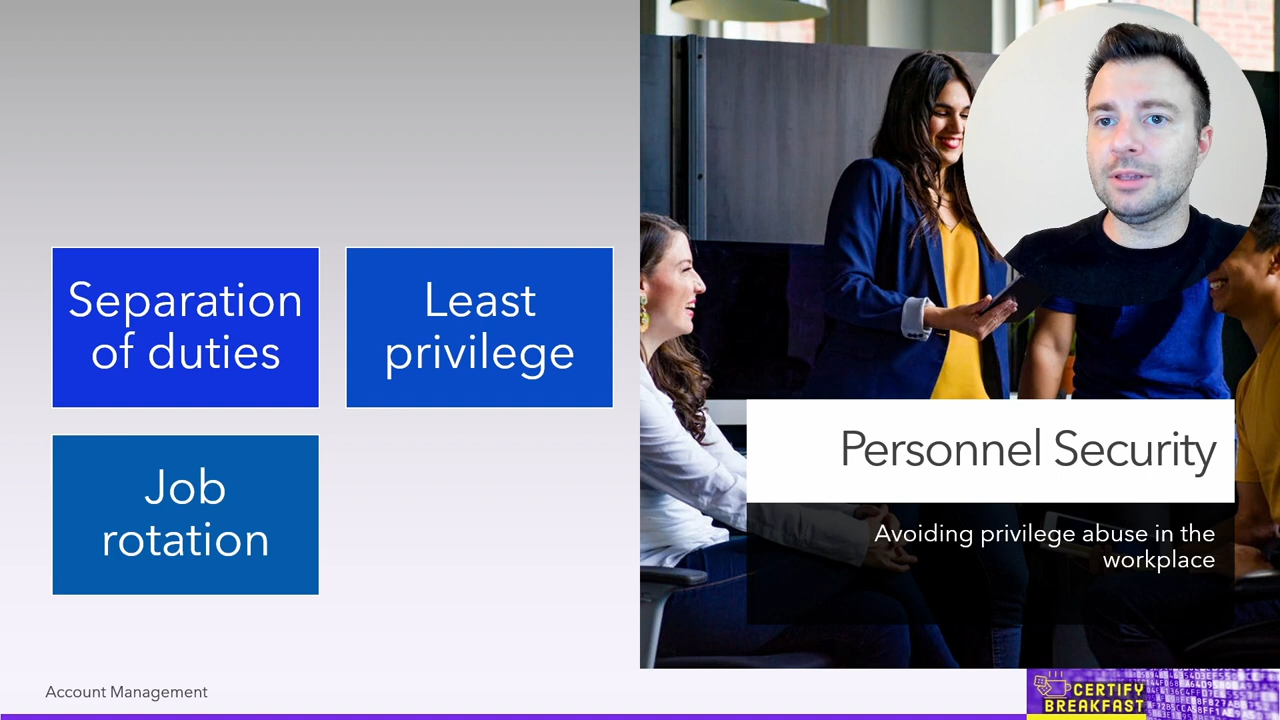 Separation
of duties
Least
privilege
Job
rotation
Personnel Security
Avoiding privilege abuse in the
workplace
Account Management
CERTIFY
BREAKFAST